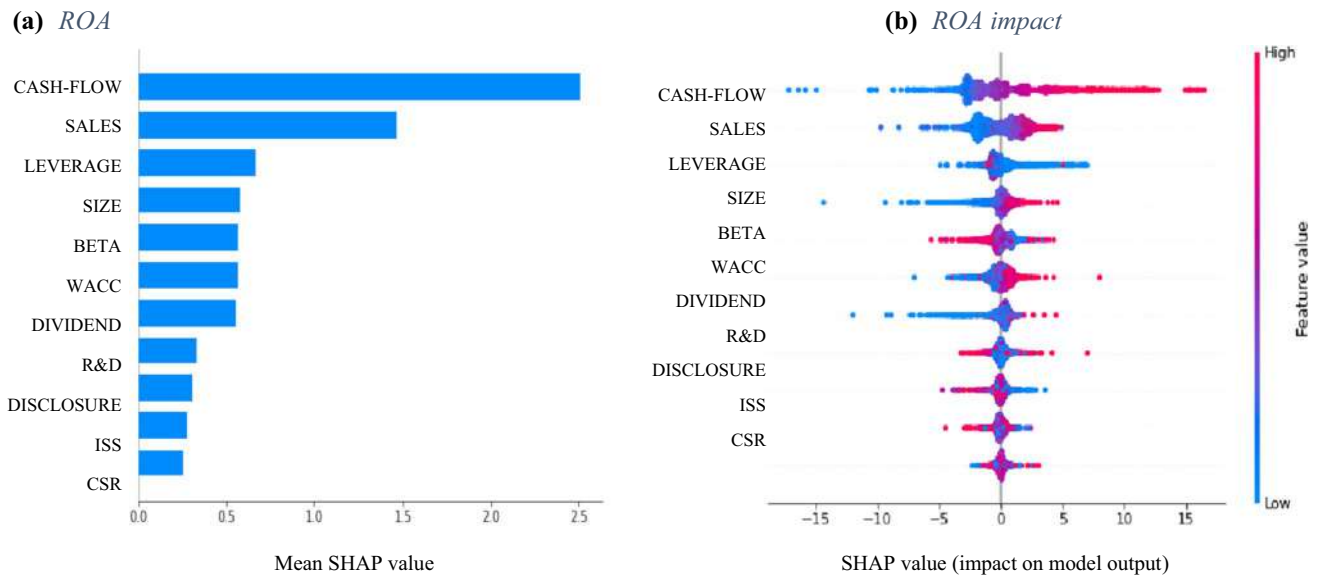 (a) ROA
CASH-FLOW
SALES
LEVERAGE
SIZE
BETA
WACC
DIVIDEND
R&D
DISCLOSURE
ISS
CSR
0.0 0.5 1.0 1.5 2.0 2.5
Mean SHAP value
(b) ROA impact
CASH-FLOW
SALES
LEVERAGE
SIZE
BETA
WACC
DIVIDEND
R&D
DISCLOSURE
ISS
CSR
−15 −10 −5 0 5 10 15
SHAP value (impact on model output)
High
Feature value
Low